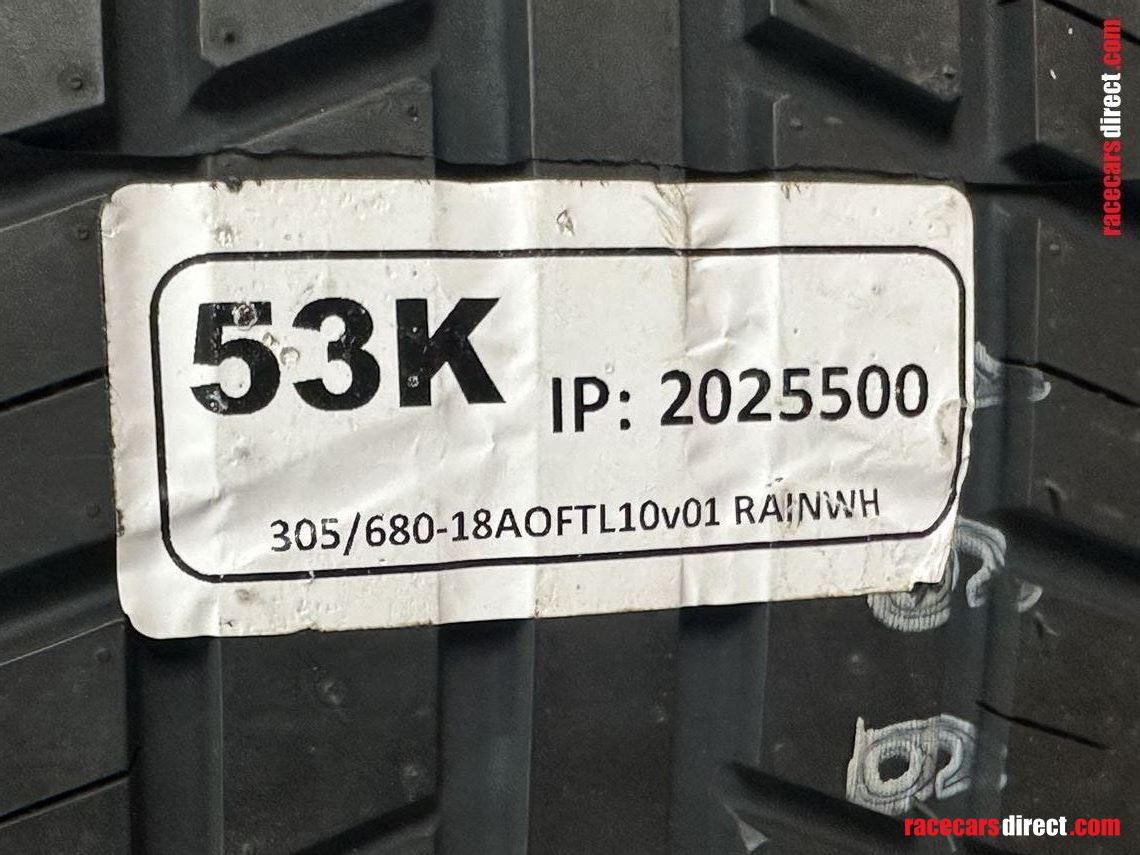 racecarsdirect.com
53K
IP: 2025500
305/680-18AOFTL10v01 RAINWH
racecarsdirect.com